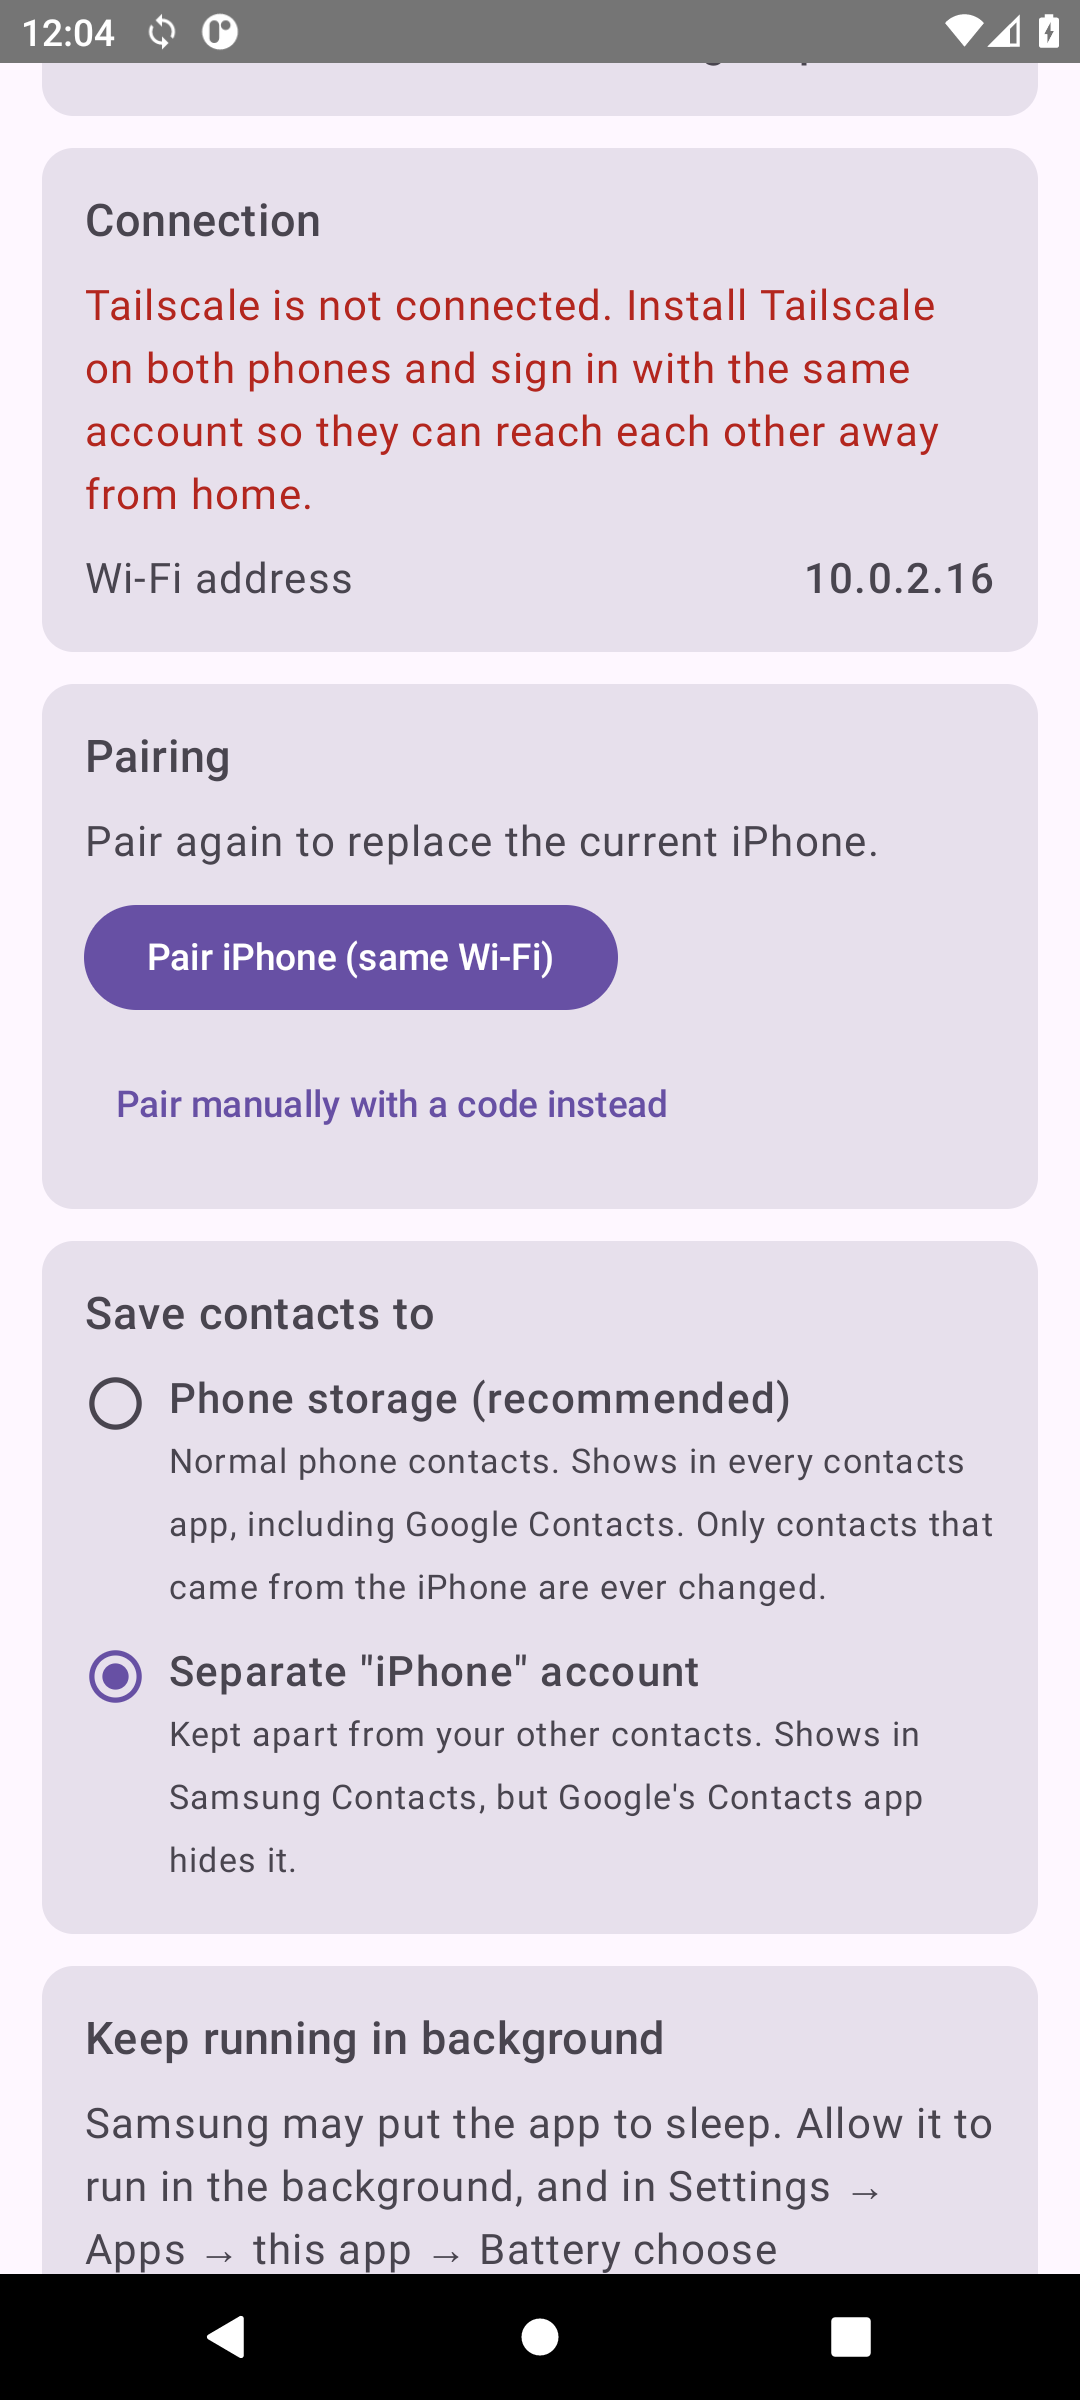 12:04
Connection
Tailscale is not connected. Install Tailscale
on both phones and sign in with the same
account so they can reach each other away
from home.
Wi-Fi address 10.0.2.16
Pairing
Pair again to replace the current iPhone.
Pair iPhone (same Wi-Fi)
Pair manually with a code instead
Save contacts to
Phone storage (recommended)
Normal phone contacts. Shows in every contacts
app, including Google Contacts. Only contacts that
came from the iPhone are ever changed.
Separate "iPhone" account
Kept apart from your other contacts. Shows in
Samsung Contacts, but Google's Contacts app
hides it.
Keep running in background
Samsung may put the app to sleep. Allow it to
run in the background, and in Settings →
Apps → this app → Battery choose